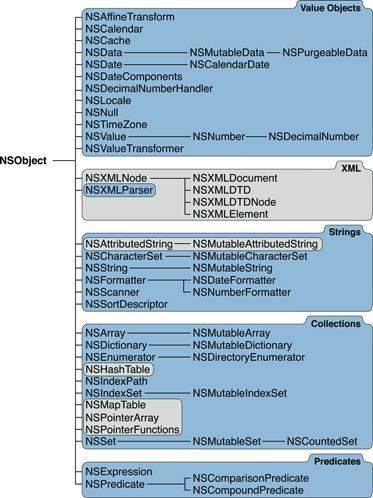 Value Objects
NSAffineTransform
NSCalendar
NSCache
NSData NSMutableData NSPurgeableData
NSDate NSCalendarDate
NSDateComponents
NSDecimalNumberHandler
NSLocale
NSNull
NSTimeZone
NSValue NSNumber NSDecimalNumber
NSValueTransformer
NSObject
XML
NSXMLNode NSXMLDocument
NSXMLParser NSXMLDTD
NSXMLDTDNode
NSXMLElement
Strings
NSAttributedString NSMutableAttributedString
NSCharacterSet NSMutableCharacterSet
NSString NSMutableString
NSFormatter NSDateFormatter
NSScanner NSNumberFormatter
NSSortDescriptor
Collections
NSArray NSMutableArray
NSDictionary NSMutableDictionary
NSEnumerator NSDirectoryEnumerator
NSHashTable
NSIndexPath
NSIndexSet NSMutableIndexSet
NSMapTable
NSPointerArray
NSPointerFunctions
NSSet NSMutableSet NSCountedSet
Predicates
NSExpression
NSPredicate NSComparisonPredicate
NSCompoundPredicate